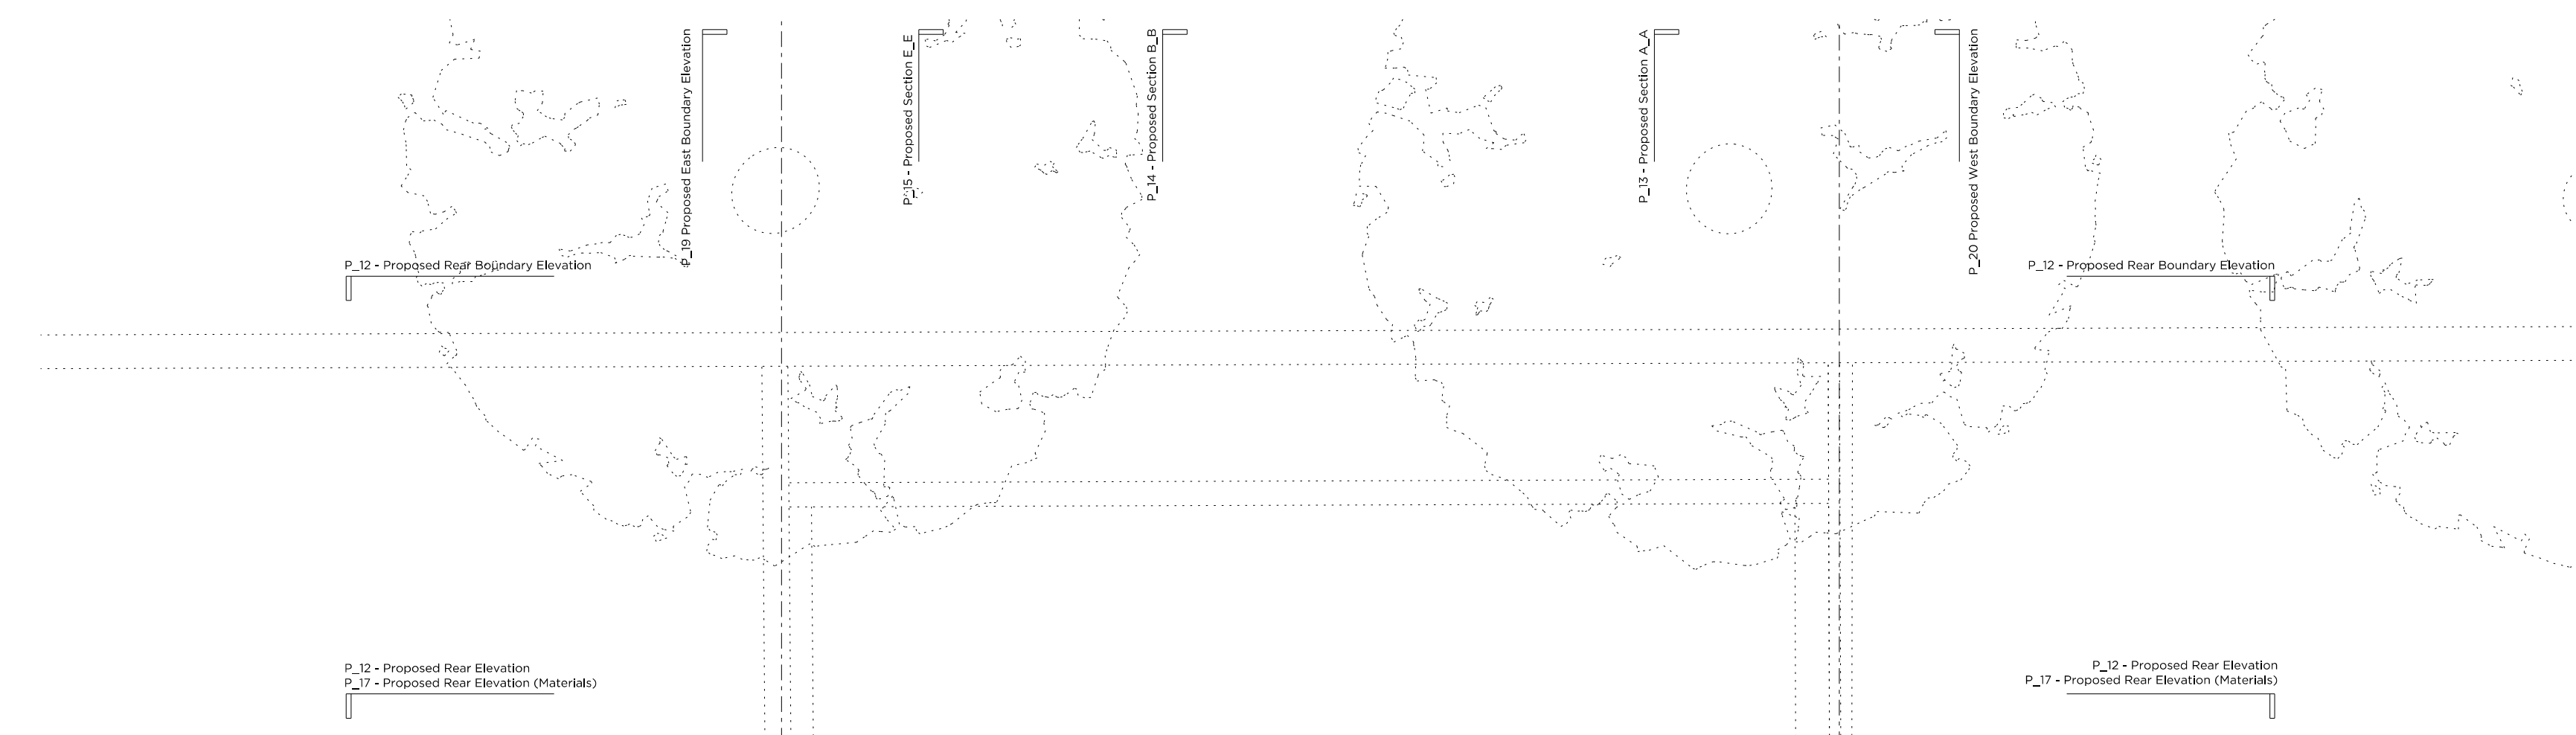 P_19 Proposed East Boundary Elevation
P_15 - Proposed Section E_E
P_14 - Proposed Section B_B
P_13 - Proposed Section A_A
P_20 Proposed West Boundary Elevation
P_12 - Proposed Rear Boundary Elevation
P_12 - Proposed Rear Boundary Elevation
P_12 - Proposed Rear Elevation
P_17 - Proposed Rear Elevation (Materials)
P_12 - Proposed Rear Elevation
P_17 - Proposed Rear Elevation (Materials)